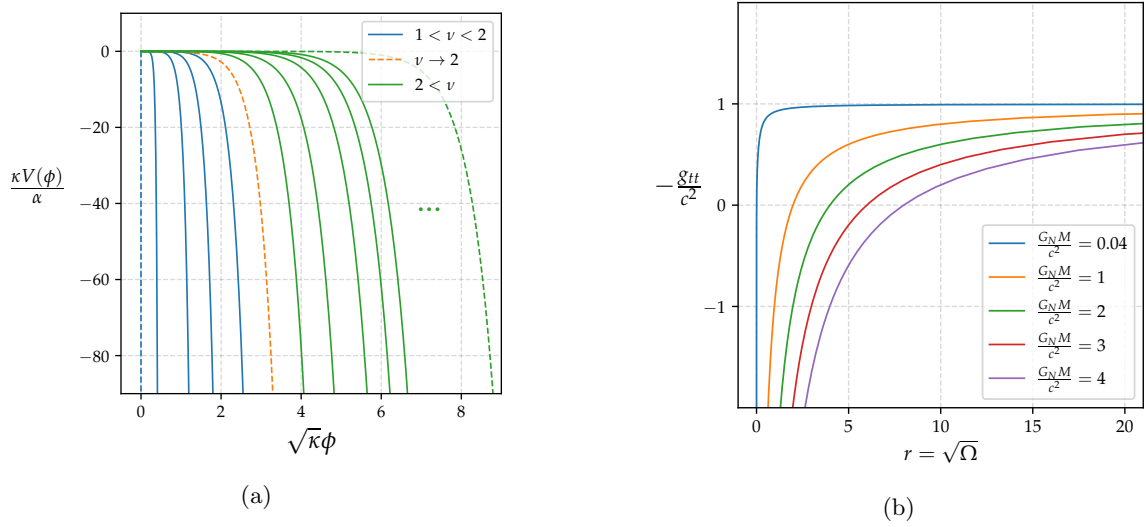 0
−20
−40
−60
−80
κV(ϕ)
α
1 < ν < 2
ν → 2
2 < ν
0 2 4 6 8
√κϕ
(a)
1
0
−1
− g_tt
c²
G_N M / c² = 0.04
G_N M / c² = 1
G_N M / c² = 2
G_N M / c² = 3
G_N M / c² = 4
0 5 10 15 20
r = √Ω
(b)